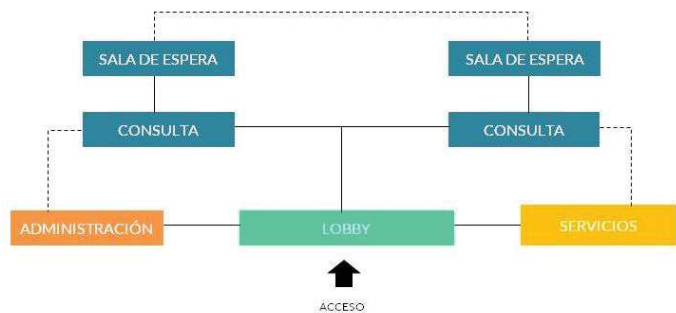 SALA DE ESPERA
SALA DE ESPERA
CONSULTA
CONSULTA
ADMINISTRACIÓN
LOBBY
SERVICIOS
ACCESO